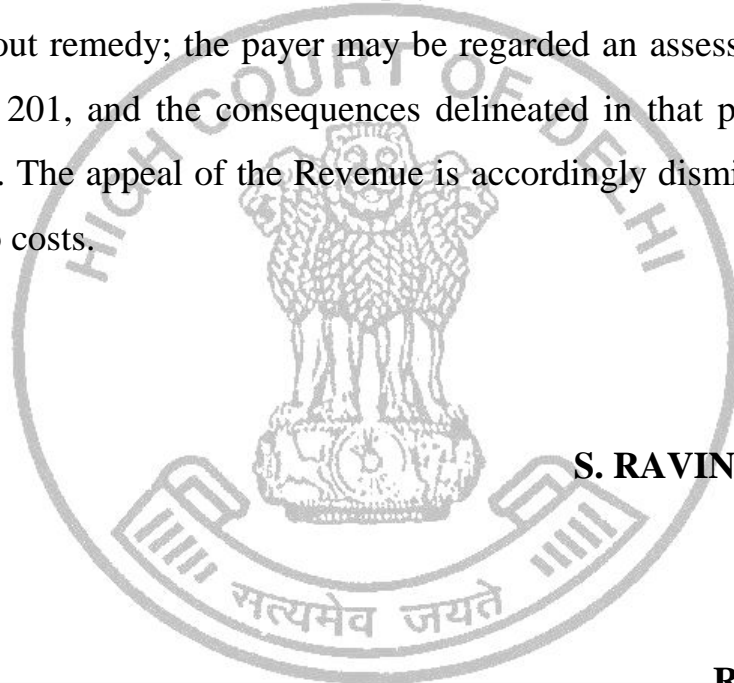 out remedy; the payer may be regarded an assess
201, and the consequences delineated in that p
. The appeal of the Revenue is accordingly dismi
costs.
HIGH COURT OF DELHI
S. RAVIN
सत्यमेव जयते
R